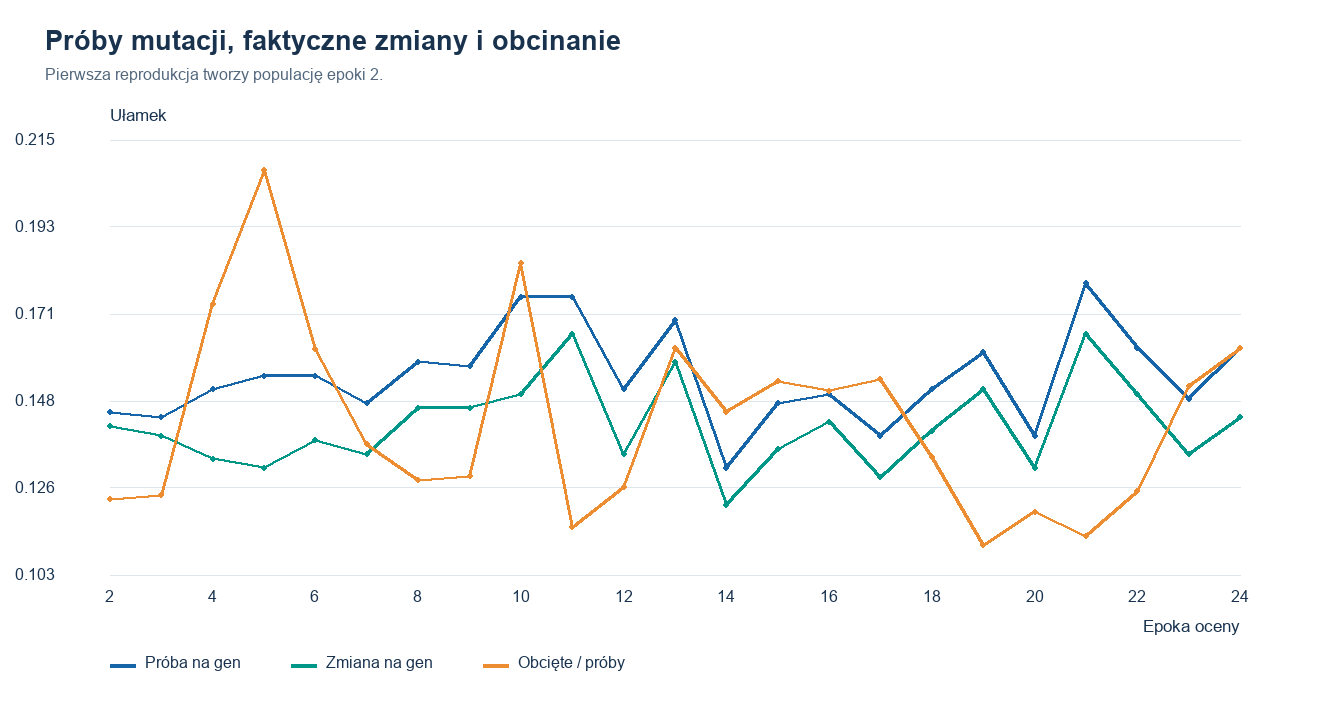 Próby mutacji, faktyczne zmiany i obcinanie
Pierwsza reprodukcja tworzy populację epoki 2.
Ułamek
0.215
0.193
0.171
0.148
0.126
0.103
2 4 6 8 10 12 14 16 18 20 22 24
Epoka oceny
Próba na gen Zmiana na gen Obcięte / próby